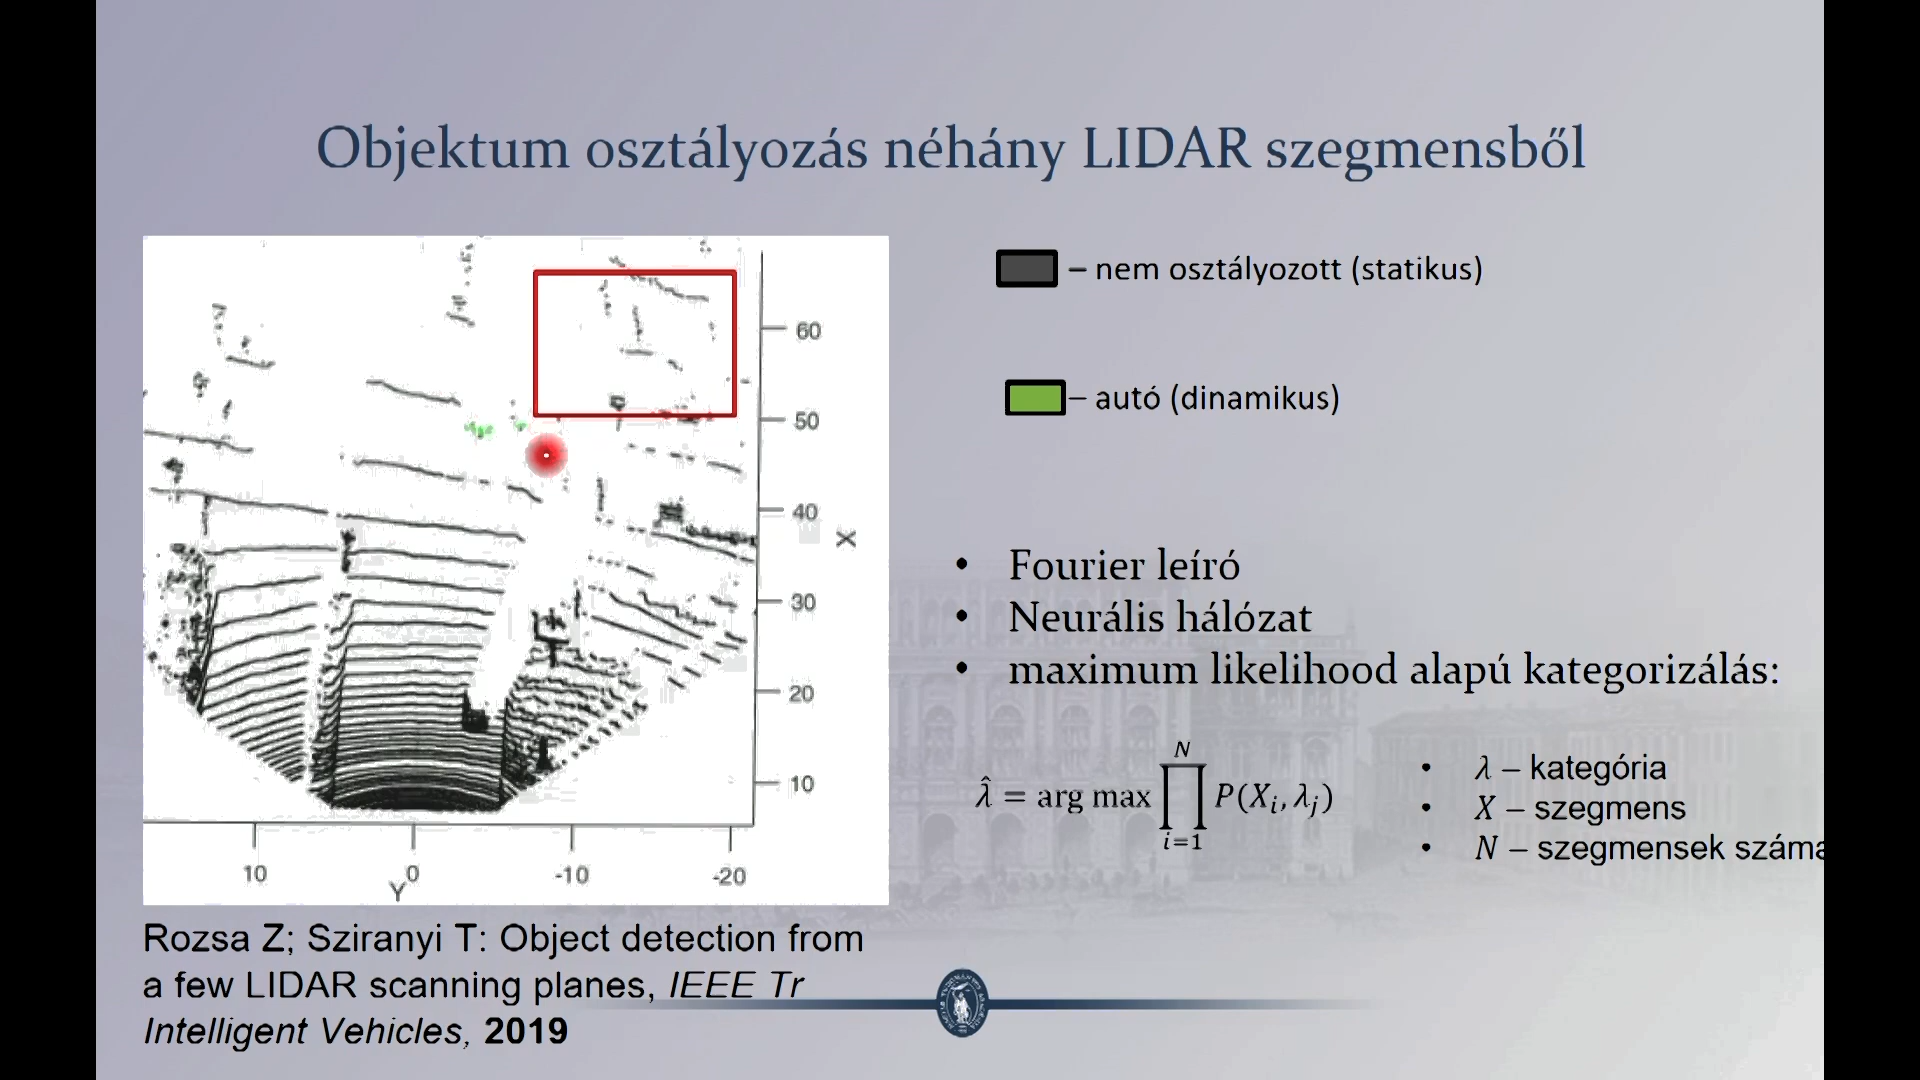 Objektum osztályozás néhány LIDAR szegmensből
60
50
40
X
30
20
10
10
0
-10
-20
Y
– nem osztályozott (statikus)
– autó (dinamikus)
• Fourier leíró
• Neurális hálózat
• maximum likelihood alapú kategorizálás:
λ̂ = arg max ∏_{i=1}^{N} P(X_i, λ_j)
• λ – kategória
• X – szegmens
• N – szegmensek száma
Rozsa Z; Sziranyi T: Object detection from
a few LIDAR scanning planes, IEEE Tr
Intelligent Vehicles, 2019